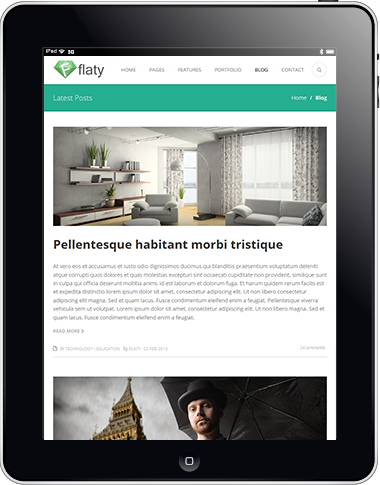 iPad 3G
flaty
HOME PAGES FEATURES PORTFOLIO BLOG CONTACT
Latest Posts
Home / Blog
Pellentesque habitant morbi tristique
At vero eos et accusamus et iusto odio dignissimos ducimus qui blanditiis praesentium voluptatum deleniti
atque corrupti quos dolores et quas molestias excepturi sint occaecati cupiditate non provident, similique sunt
in culpa qui officia deserunt mollitia animi, id est laborum et dolorum fuga. Et harum quidem rerum facilis est
et expedita distinctio lorem ipsum dolor sit amet, consectetur adipiscing elit. Ut non libero consectetur
adipiscing elit magna. Sed et quam lacus. Fusce condimentum eleifend enim a feugiat. Pellentesque viverra
vehicula sem ut volutpat. Lorem ipsum dolor sit amet, consectetur adipiscing elit. Sed et quam
lacus. Fusce condimentum eleifend enim a feugiat.
READ MORE
TECHNOLOGY / EDUCATION By FLATY 02 FEB 2013
comments